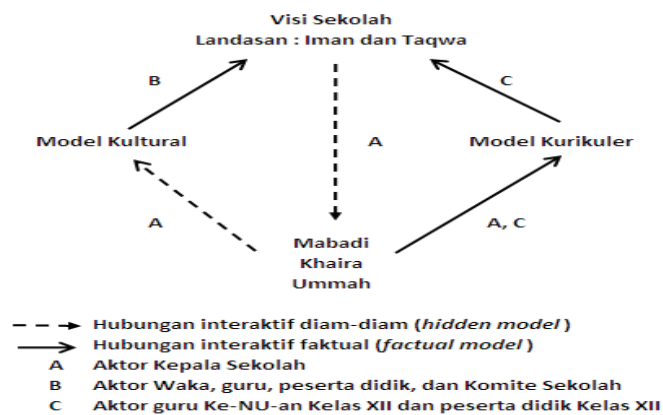 Visi Sekolah
Landasan : Iman dan Taqwa
B
C
Model Kultural
A
Model Kurikuler
A
A, C
Mabadi
Khaira
Ummah
Hubungan interaktif diam-diam (hidden model)
Hubungan interaktif faktual (factual model)
A Aktor Kepala Sekolah
B Aktor Waka, guru, peserta didik, dan Komite Sekolah
C Aktor guru Ke-NU-an Kelas XII dan peserta didik Kelas XII